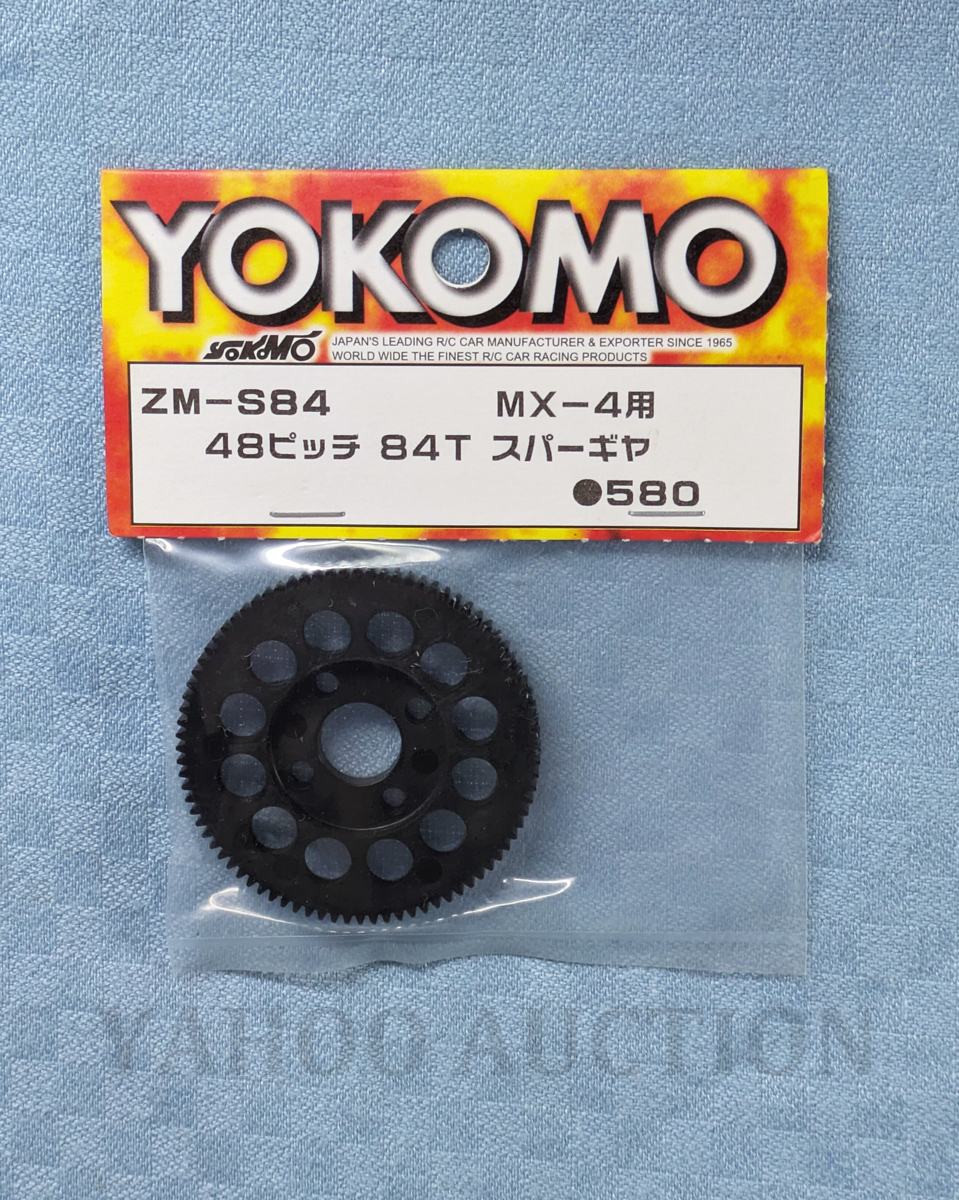 YOKOMO
YOKOMO
JAPAN'S LEADING R/C CAR MANUFACTURER & EXPORTER SINCE 1965
WORLD WIDE THE FINEST R/C CAR RACING PRODUCTS
ZM-S84 MX-4用
48ピッチ 84T スパーギヤ
●580
YAHOO AUCTION